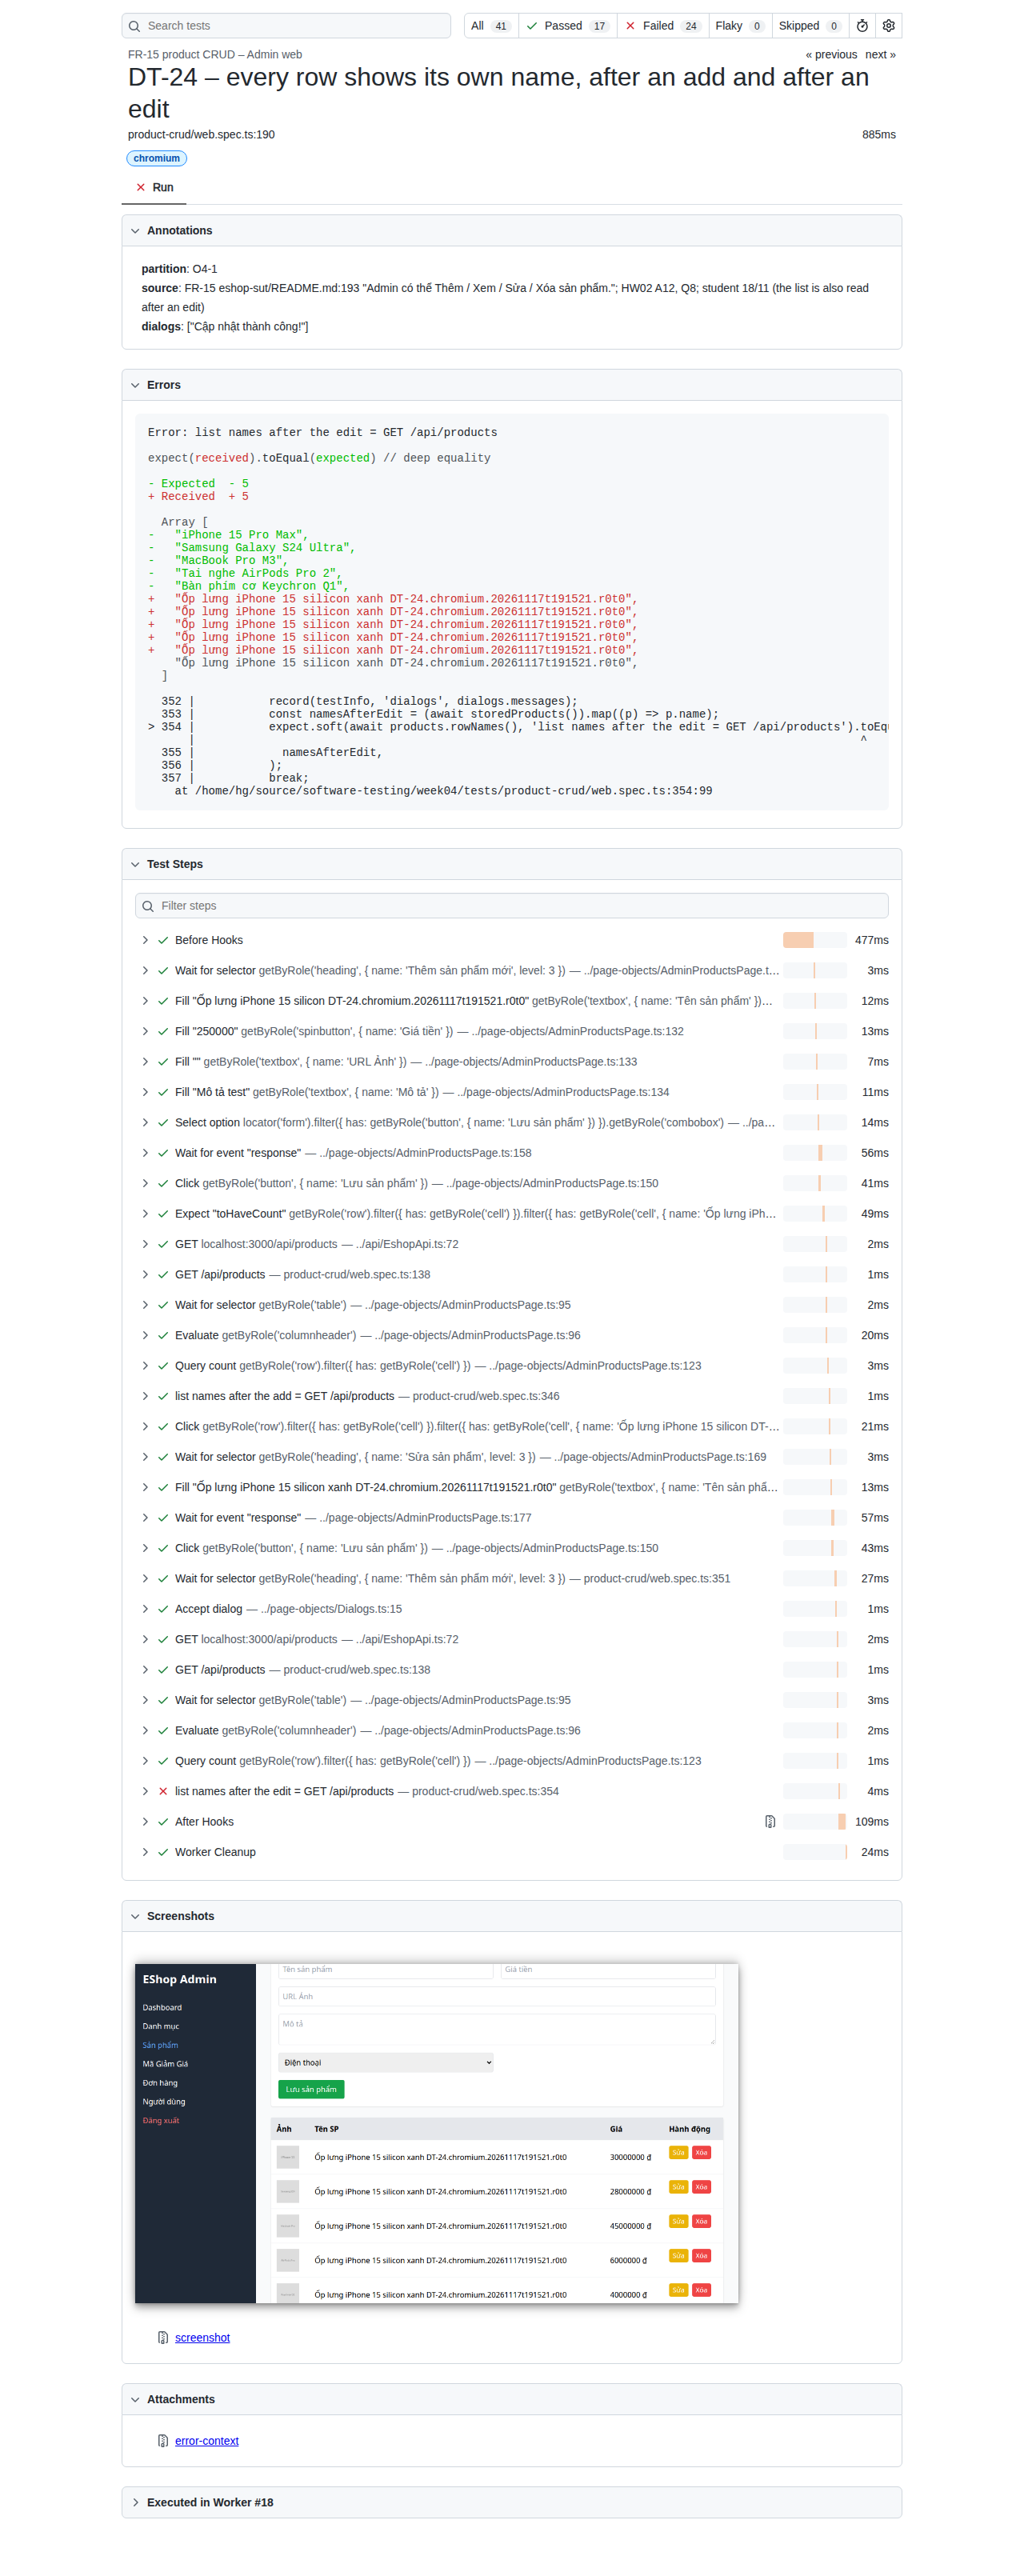 Search tests
All 41 Passed 17 Failed 24 Flaky 0 Skipped 0
FR-15 product CRUD – Admin web
« previous next »
DT-24 – every row shows its own name, after an add and after an
edit
product-crud/web.spec.ts:190
885ms
chromium
Run
Annotations
partition: O4-1
source: FR-15 eshop-sut/README.md:193 "Admin có thể Thêm / Xem / Sửa / Xóa sản phẩm."; HW02 A12, Q8; student 18/11 (the list is also read
after an edit)
dialogs: ["Cập nhật thành công!"]
Errors
Error: list names after the edit = GET /api/products
expect(received).toEqual(expected) // deep equality
- Expected  - 5
+ Received  + 5
Array [
-   "iPhone 15 Pro Max",
-   "Samsung Galaxy S24 Ultra",
-   "MacBook Pro M3",
-   "Tai nghe AirPods Pro 2",
-   "Bàn phím cơ Keychron Q1",
+   "Ốp lưng iPhone 15 silicon xanh DT-24.chromium.20261117t191521.r0t0",
+   "Ốp lưng iPhone 15 silicon xanh DT-24.chromium.20261117t191521.r0t0",
+   "Ốp lưng iPhone 15 silicon xanh DT-24.chromium.20261117t191521.r0t0",
+   "Ốp lưng iPhone 15 silicon xanh DT-24.chromium.20261117t191521.r0t0",
+   "Ốp lưng iPhone 15 silicon xanh DT-24.chromium.20261117t191521.r0t0",
"Ốp lưng iPhone 15 silicon xanh DT-24.chromium.20261117t191521.r0t0",
]
352 |           record(testInfo, 'dialogs', dialogs.messages);
353 |           const namesAfterEdit = (await storedProducts()).map((p) => p.name);
> 354 |           expect.soft(await products.rowNames(), 'list names after the edit = GET /api/products').toEq
|                                                                                                   ^
355 |             namesAfterEdit,
356 |           );
357 |           break;
at /home/hg/source/software-testing/week04/tests/product-crud/web.spec.ts:354:99
Test Steps
Filter steps
Before Hooks 477ms
Wait for selector getByRole('heading', { name: 'Thêm sản phẩm mới', level: 3 }) — ../page-objects/AdminProductsPage.t... 3ms
Fill "Ốp lưng iPhone 15 silicon DT-24.chromium.20261117t191521.r0t0" getByRole('textbox', { name: 'Tên sản phẩm' })... 12ms
Fill "250000" getByRole('spinbutton', { name: 'Giá tiền' }) — ../page-objects/AdminProductsPage.ts:132 13ms
Fill "" getByRole('textbox', { name: 'URL Ảnh' }) — ../page-objects/AdminProductsPage.ts:133 7ms
Fill "Mô tả test" getByRole('textbox', { name: 'Mô tả' }) — ../page-objects/AdminProductsPage.ts:134 11ms
Select option locator('form').filter({ has: getByRole('button', { name: 'Lưu sản phẩm' }) }).getByRole('combobox') — ../pa... 14ms
Wait for event "response" — ../page-objects/AdminProductsPage.ts:158 56ms
Click getByRole('button', { name: 'Lưu sản phẩm' }) — ../page-objects/AdminProductsPage.ts:150 41ms
Expect "toHaveCount" getByRole('row').filter({ has: getByRole('cell') }).filter({ has: getByRole('cell', { name: 'Ốp lưng iPh... 49ms
GET localhost:3000/api/products — ../api/EshopApi.ts:72 2ms
GET /api/products — product-crud/web.spec.ts:138 1ms
Wait for selector getByRole('table') — ../page-objects/AdminProductsPage.ts:95 2ms
Evaluate getByRole('columnheader') — ../page-objects/AdminProductsPage.ts:96 20ms
Query count getByRole('row').filter({ has: getByRole('cell') }) — ../page-objects/AdminProductsPage.ts:123 3ms
list names after the add = GET /api/products — product-crud/web.spec.ts:346 1ms
Click getByRole('row').filter({ has: getByRole('cell') }).filter({ has: getByRole('cell', { name: 'Ốp lưng iPhone 15 silicon DT-... 21ms
Wait for selector getByRole('heading', { name: 'Sửa sản phẩm', level: 3 }) — ../page-objects/AdminProductsPage.ts:169 3ms
Fill "Ốp lưng iPhone 15 silicon xanh DT-24.chromium.20261117t191521.r0t0" getByRole('textbox', { name: 'Tên sản phẩ... 13ms
Wait for event "response" — ../page-objects/AdminProductsPage.ts:177 57ms
Click getByRole('button', { name: 'Lưu sản phẩm' }) — ../page-objects/AdminProductsPage.ts:150 43ms
Wait for selector getByRole('heading', { name: 'Thêm sản phẩm mới', level: 3 }) — product-crud/web.spec.ts:351 27ms
Accept dialog — ../page-objects/Dialogs.ts:15 1ms
GET localhost:3000/api/products — ../api/EshopApi.ts:72 2ms
GET /api/products — product-crud/web.spec.ts:138 1ms
Wait for selector getByRole('table') — ../page-objects/AdminProductsPage.ts:95 3ms
Evaluate getByRole('columnheader') — ../page-objects/AdminProductsPage.ts:96 2ms
Query count getByRole('row').filter({ has: getByRole('cell') }) — ../page-objects/AdminProductsPage.ts:123 1ms
list names after the edit = GET /api/products — product-crud/web.spec.ts:354 4ms
After Hooks 109ms
Worker Cleanup 24ms
Screenshots
EShop Admin
Dashboard
Danh mục
Sản phẩm
Mã Giảm Giá
Đơn hàng
Người dùng
Đăng xuất
Tên sản phẩm Giá tiền
URL Ảnh
Mô tả
Điện thoại
Lưu sản phẩm
Ảnh Tên SP Giá Hành động
Ốp lưng iPhone 15 silicon xanh DT-24.chromium.20261117t191521.r0t0 30000000 đ Sửa Xóa
Ốp lưng iPhone 15 silicon xanh DT-24.chromium.20261117t191521.r0t0 28000000 đ Sửa Xóa
Ốp lưng iPhone 15 silicon xanh DT-24.chromium.20261117t191521.r0t0 45000000 đ Sửa Xóa
Ốp lưng iPhone 15 silicon xanh DT-24.chromium.20261117t191521.r0t0 6000000 đ Sửa Xóa
Ốp lưng iPhone 15 silicon xanh DT-24.chromium.20261117t191521.r0t0 4000000 đ Sửa Xóa
screenshot
Attachments
error-context
Executed in Worker #18